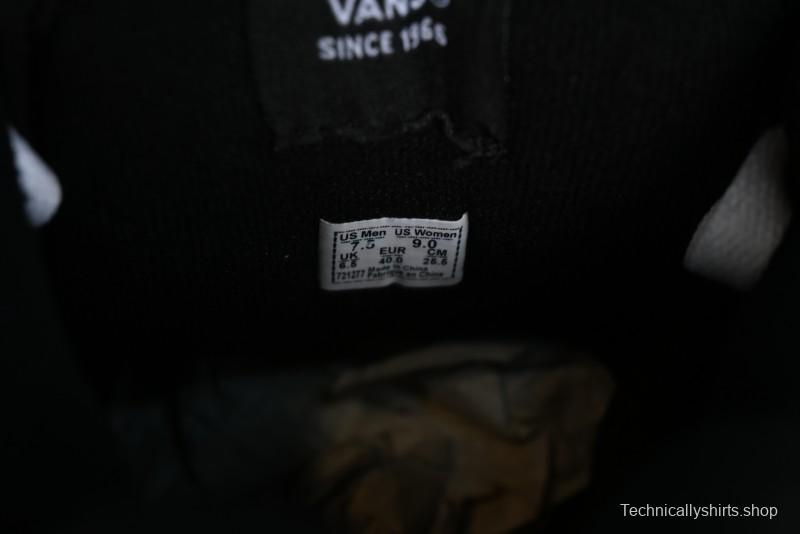 VANS
SINCE 1966
US Men US Women
7.5 9.0
UK EUR CM
6.5 40.0 25.5
721277 Made in China
Fabriqué en Chine
Technicallyshirts.shop